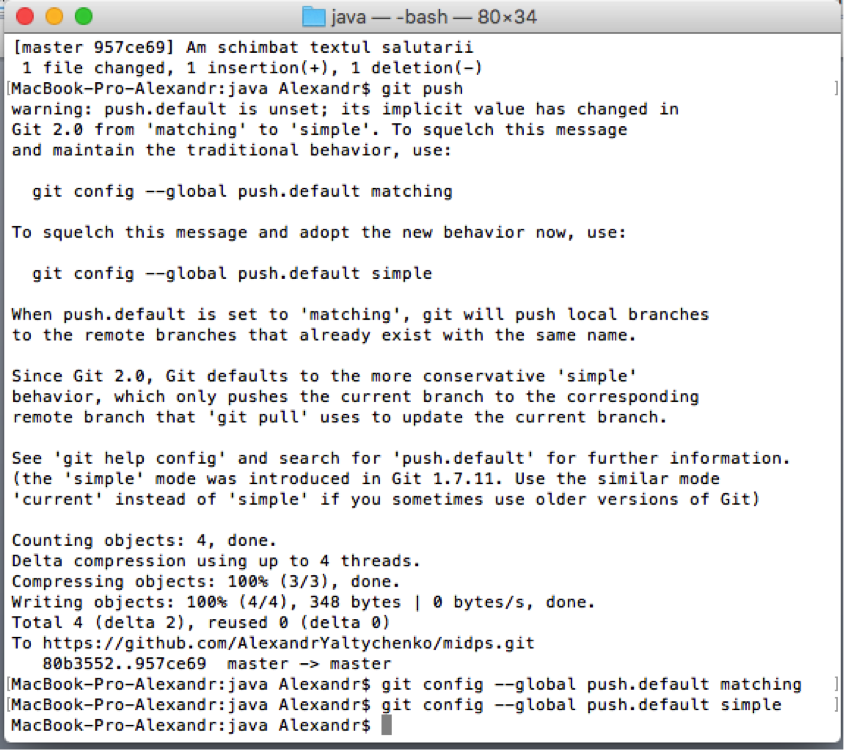 java — -bash — 80×34
[master 957ce69] Am schimbat textul salutarii
 1 file changed, 1 insertion(+), 1 deletion(-)
[MacBook-Pro-Alexandr:java Alexandr$ git push ]
warning: push.default is unset; its implicit value has changed in
Git 2.0 from 'matching' to 'simple'. To squelch this message
and maintain the traditional behavior, use:

  git config --global push.default matching

To squelch this message and adopt the new behavior now, use:

  git config --global push.default simple

When push.default is set to 'matching', git will push local branches
to the remote branches that already exist with the same name.

Since Git 2.0, Git defaults to the more conservative 'simple'
behavior, which only pushes the current branch to the corresponding
remote branch that 'git pull' uses to update the current branch.

See 'git help config' and search for 'push.default' for further information.
(the 'simple' mode was introduced in Git 1.7.11. Use the similar mode
'current' instead of 'simple' if you sometimes use older versions of Git)

Counting objects: 4, done.
Delta compression using up to 4 threads.
Compressing objects: 100% (3/3), done.
Writing objects: 100% (4/4), 348 bytes | 0 bytes/s, done.
Total 4 (delta 2), reused 0 (delta 0)
To https://github.com/AlexandrYaltychenko/midps.git
   80b3552..957ce69  master -> master
[MacBook-Pro-Alexandr:java Alexandr$ git config --global push.default matching ]
[MacBook-Pro-Alexandr:java Alexandr$ git config --global push.default simple ]
MacBook-Pro-Alexandr:java Alexandr$